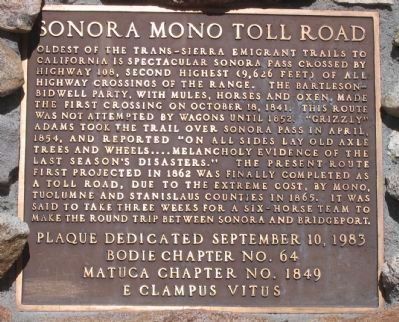 SONORA MONO TOLL ROAD
OLDEST OF THE TRANS-SIERRA EMIGRANT TRAILS TO
CALIFORNIA IS SPECTACULAR SONORA PASS CROSSED BY
HIGHWAY 108, SECOND HIGHEST (9,626 FEET) OF ALL
HIGHWAY CROSSINGS OF THE RANGE. THE BARTLESON-
BIDWELL PARTY, WITH MULES, HORSES AND OXEN, MADE
THE FIRST CROSSING ON OCTOBER 18, 1841. THIS ROUTE
WAS NOT ATTEMPTED BY WAGONS UNTIL 1852. "GRIZZLY"
ADAMS TOOK THE TRAIL OVER SONORA PASS IN APRIL,
1854, AND REPORTED "ON ALL SIDES LAY OLD AXLE
TREES AND WHEELS....MELANCHOLY EVIDENCE OF THE
LAST SEASON'S DISASTERS." THE PRESENT ROUTE
FIRST PROJECTED IN 1862 WAS FINALLY COMPLETED AS
A TOLL ROAD, DUE TO THE EXTREME COST, BY MONO,
TUOLUMNE AND STANISLAUS COUNTIES IN 1865. IT WAS
SAID TO TAKE THREE WEEKS FOR A SIX-HORSE TEAM TO
MAKE THE ROUND TRIP BETWEEN SONORA AND BRIDGEPORT.
PLAQUE DEDICATED SEPTEMBER 10, 1983
BODIE CHAPTER NO. 64
MATUCA CHAPTER NO. 1849
E CLAMPUS VITUS